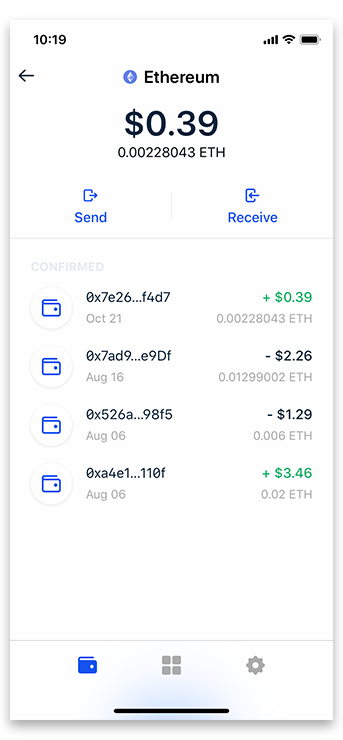 10:19
Ethereum
$0.39
0.00228043 ETH
Send Receive
CONFIRMED
0x7e26...f4d7 + $0.39
Oct 21 0.00228043 ETH
0x7ad9...e9Df - $2.26
Aug 16 0.01299002 ETH
0x526a...98f5 - $1.29
Aug 06 0.006 ETH
0xa4e1...110f + $3.46
Aug 06 0.02 ETH